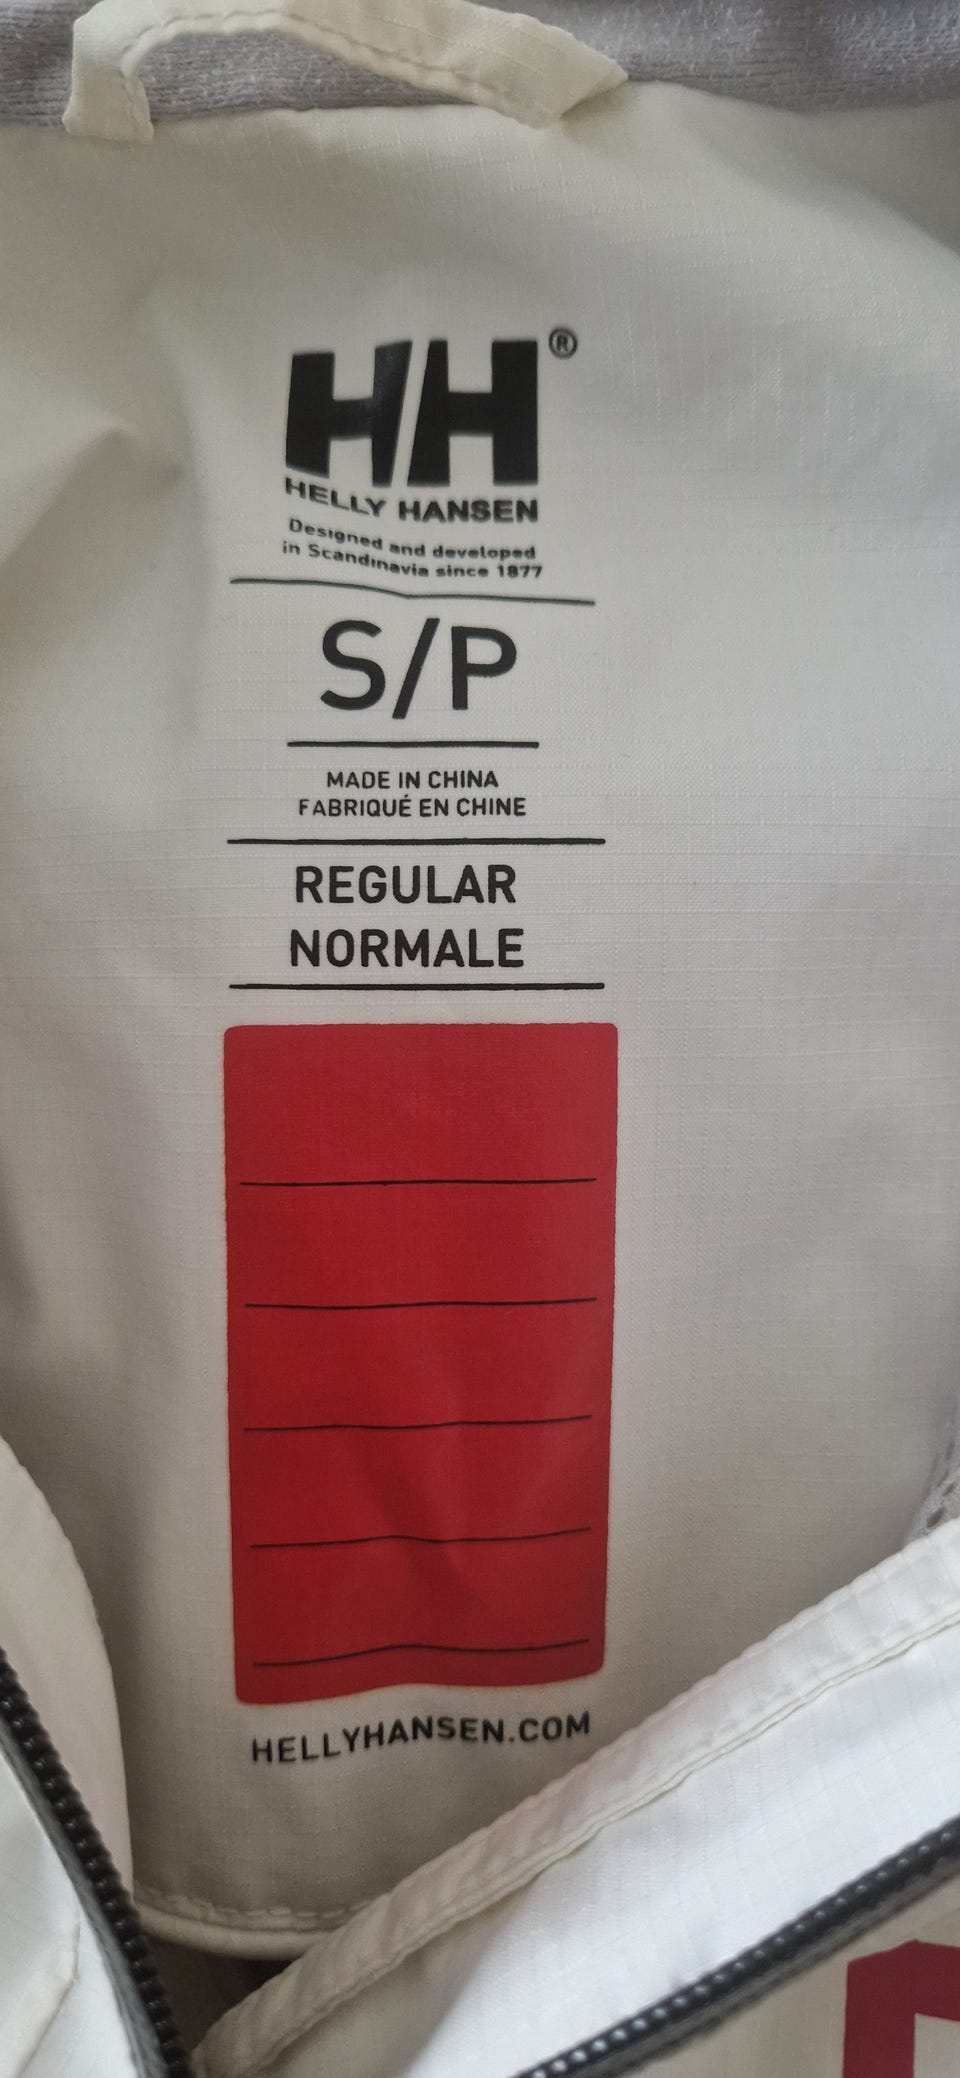 HH®
HELLY HANSEN
Designed and developed
in Scandinavia since 1877
S/P
MADE IN CHINA
FABRIQUÉ EN CHINE
REGULAR
NORMALE
HELLYHANSEN.COM